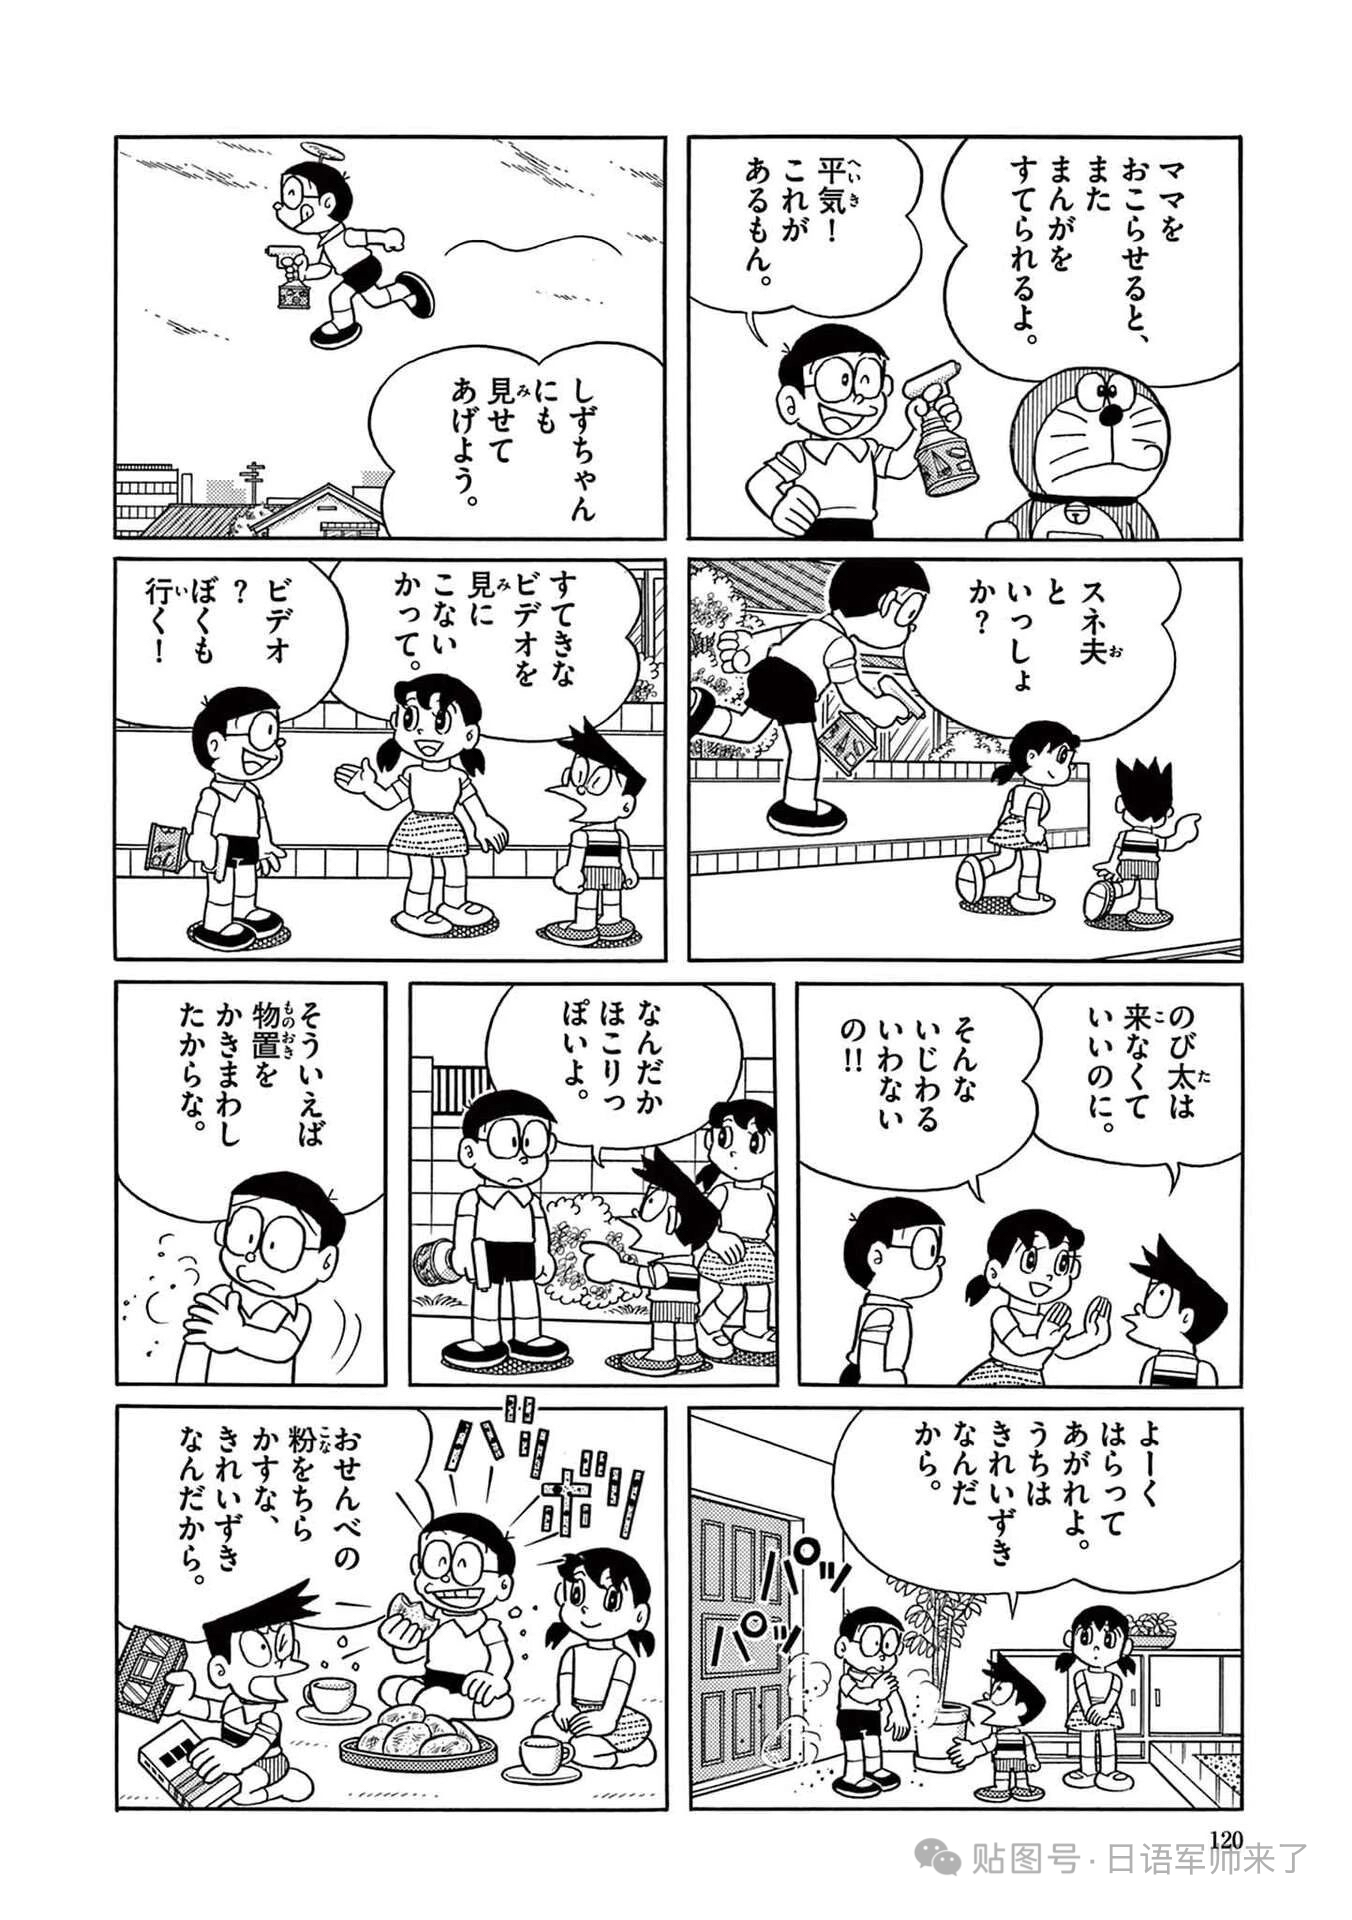 ママを
おこらせると、
また
まんがを
すてられるよ。
平気！
これが
あるもん。
しずちゃん
にも
見せて
あげよう。
スネ夫
と
いっしょ
か？
すてきな
ビデオを
見に
こない
かって。
ビデオ
？
ぼくも
行く！
のび太は
来なくて
いいのに。
そんな
いじわる
いわない
の!!
なんだか
ほこりっ
ぽいよ。
そういえば
物置を
かきまわし
たからな。
よーく
はらって
あがれよ。
うちは
きれいずき
なんだ
から。
パッ
パッ
バリ
ボリ
おせんべの
粉をちら
かすな、
きれいずき
なんだから。
120
贴图号·日语军师来了